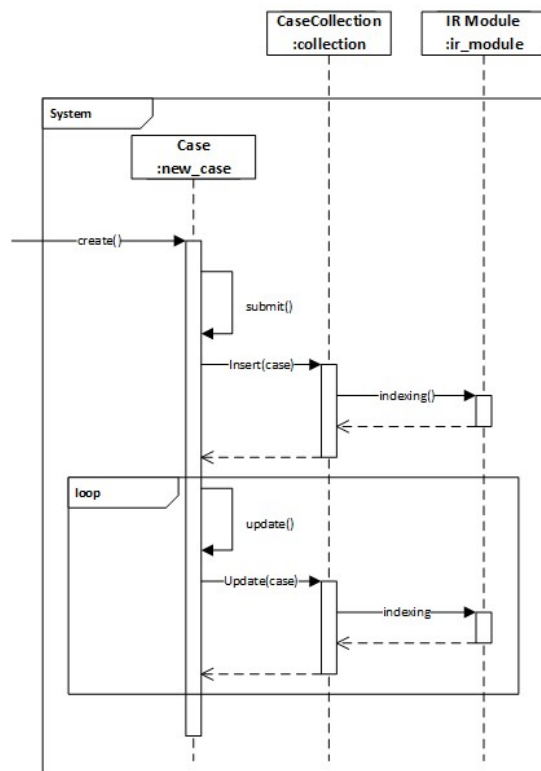 CaseCollection
:collection
IR Module
:ir_module
System
Case
:new_case
create()
submit()
Insert(case)
indexing()
loop
update()
Update(case)
indexing